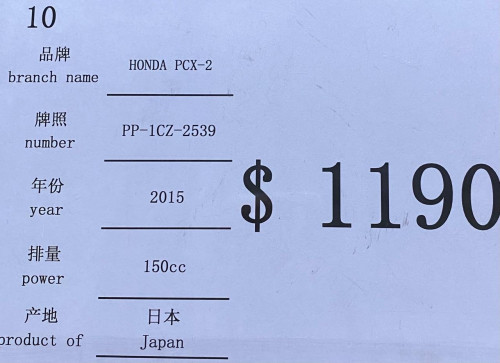 10
品牌
branch name
HONDA PCX-2
牌照
number
PP-1CZ-2539
年份
year
2015
$ 1190
排量
power
150cc
产地
product of
日本
Japan